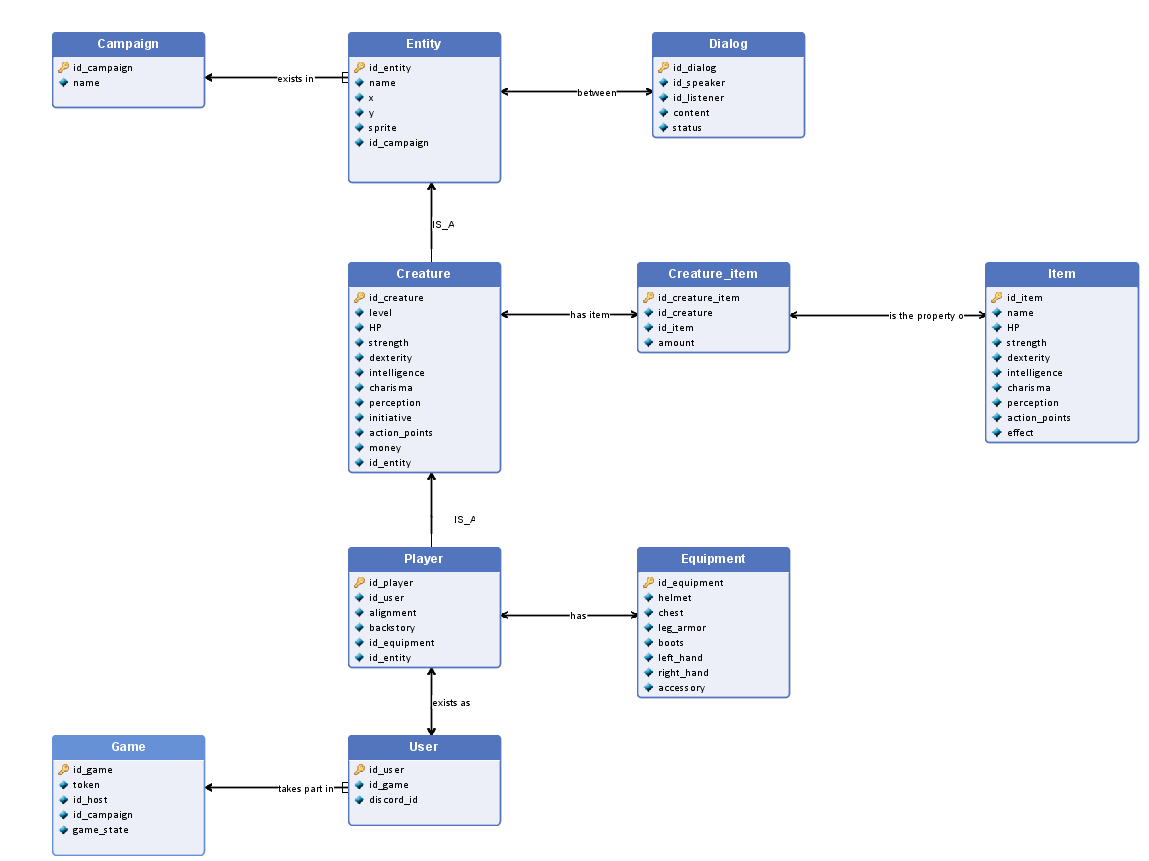 Campaign
id_campaign
name
exists in
Entity
id_entity
name
x
y
sprite
id_campaign
between
Dialog
id_dialog
id_speaker
id_listener
content
status
IS_A
Creature
id_creature
level
HP
strength
dexterity
intelligence
charisma
perception
initiative
action_points
money
id_entity
has item
Creature_item
id_creature_item
id_creature
id_item
amount
is the property o
Item
id_item
name
HP
strength
dexterity
intelligence
charisma
perception
action_points
effect
IS_A
Player
id_player
id_user
alignment
backstory
id_equipment
id_entity
has
Equipment
id_equipment
helmet
chest
leg_armor
boots
left_hand
right_hand
accessory
exists as
Game
id_game
token
id_host
id_campaign
game_state
takes part in
User
id_user
id_game
discord_id